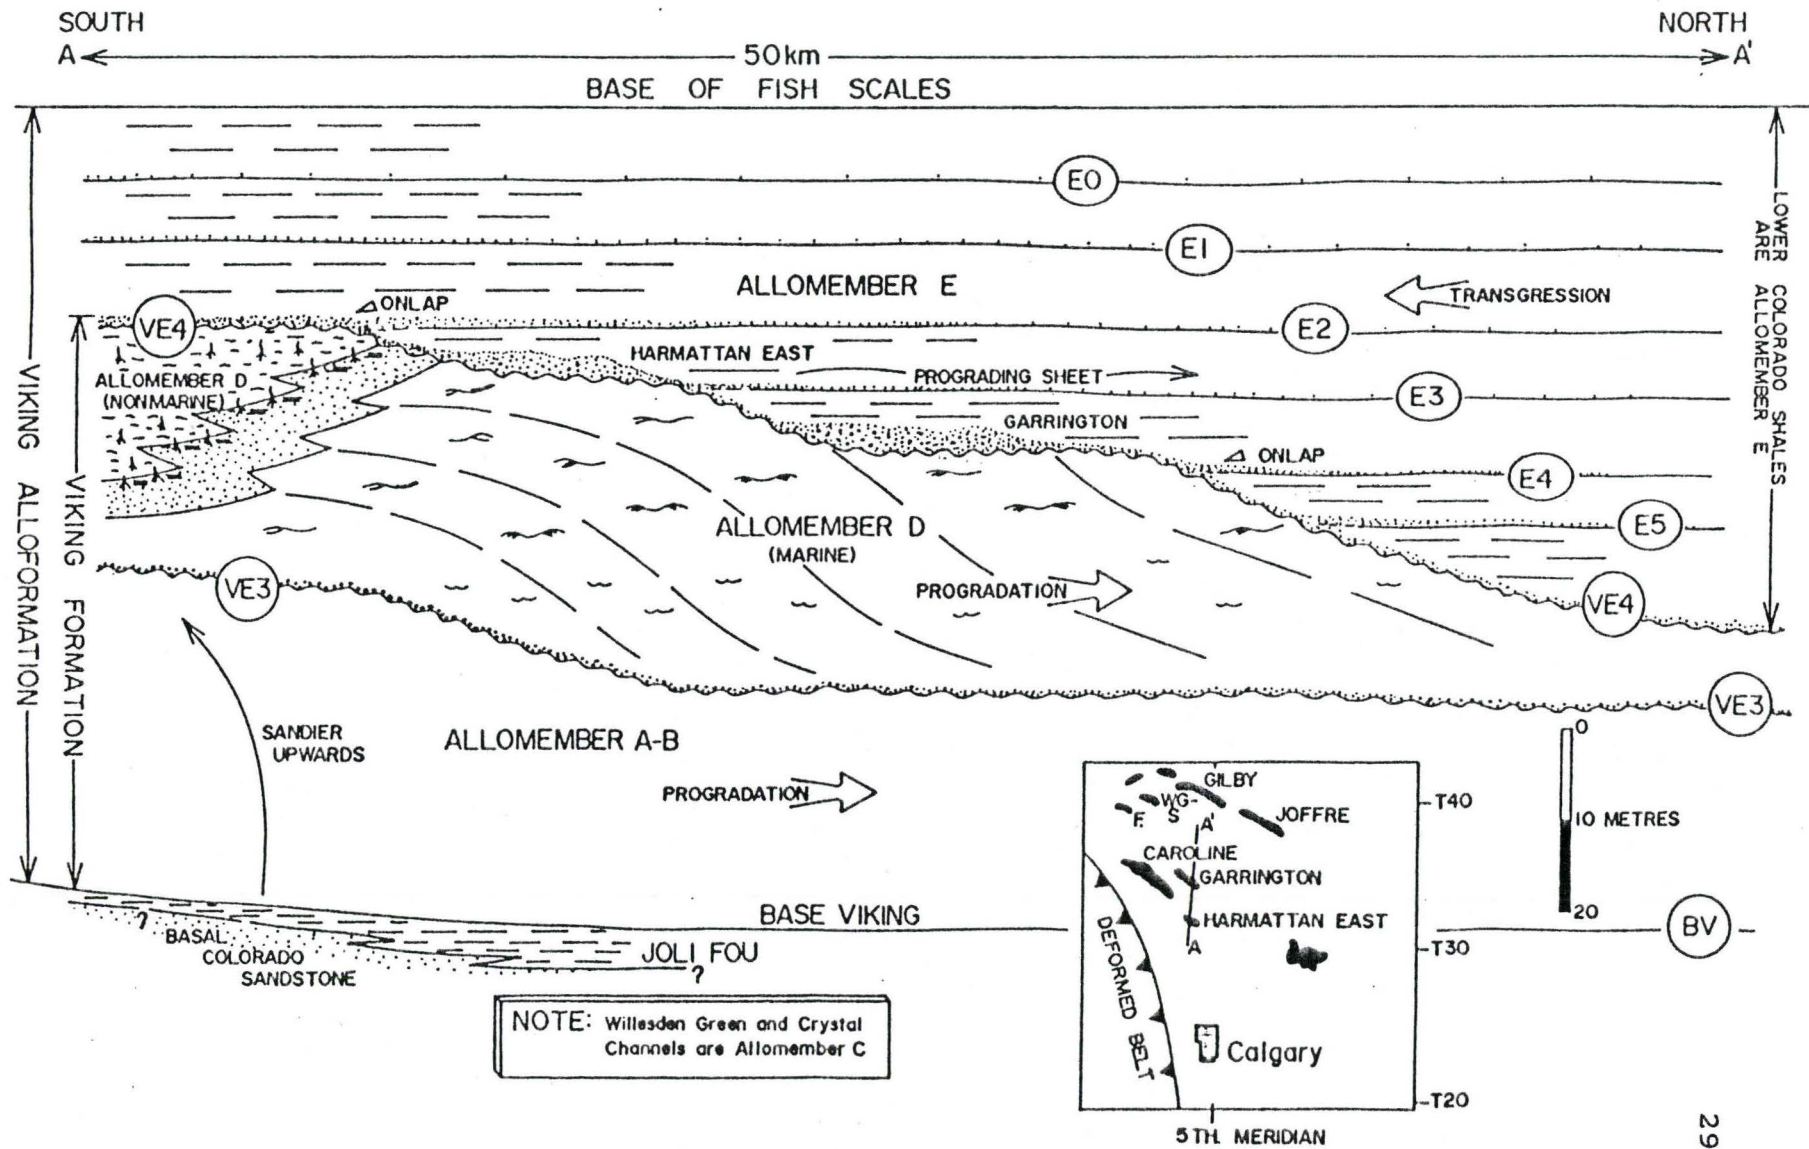 SOUTH
NORTH
A
50km
A'
BASE OF FISH SCALES
E0
E1
ALLOMEMBER E
TRANSGRESSION
ONLAP
VE4
E2
HARMATTAN EAST
PROGRADING SHEET
E3
ALLOMEMBER D
(NONMARINE)
GARRINGTON
ONLAP
E4
ALLOMEMBER D
(MARINE)
E5
PROGRADATION
VE3
VE4
VE3
SANDIER
UPWARDS
ALLOMEMBER A-B
PROGRADATION
VIKING ALLOFORMATION
VIKING FORMATION
LOWER COLORADO SHALES
ARE ALLOMEMBER E
0
10 METRES
20
BASE VIKING
BV
?
BASAL
COLORADO
SANDSTONE
JOLI FOU
?
NOTE: Willesden Green and Crystal
Channels are Allomember C
GILBY
WG-
S
F.
A'
JOFFRE
T40
CAROLINE
GARRINGTON
HARMATTAN EAST
A
T30
DEFORMED BELT
Calgary
T20
5TH. MERIDIAN
29